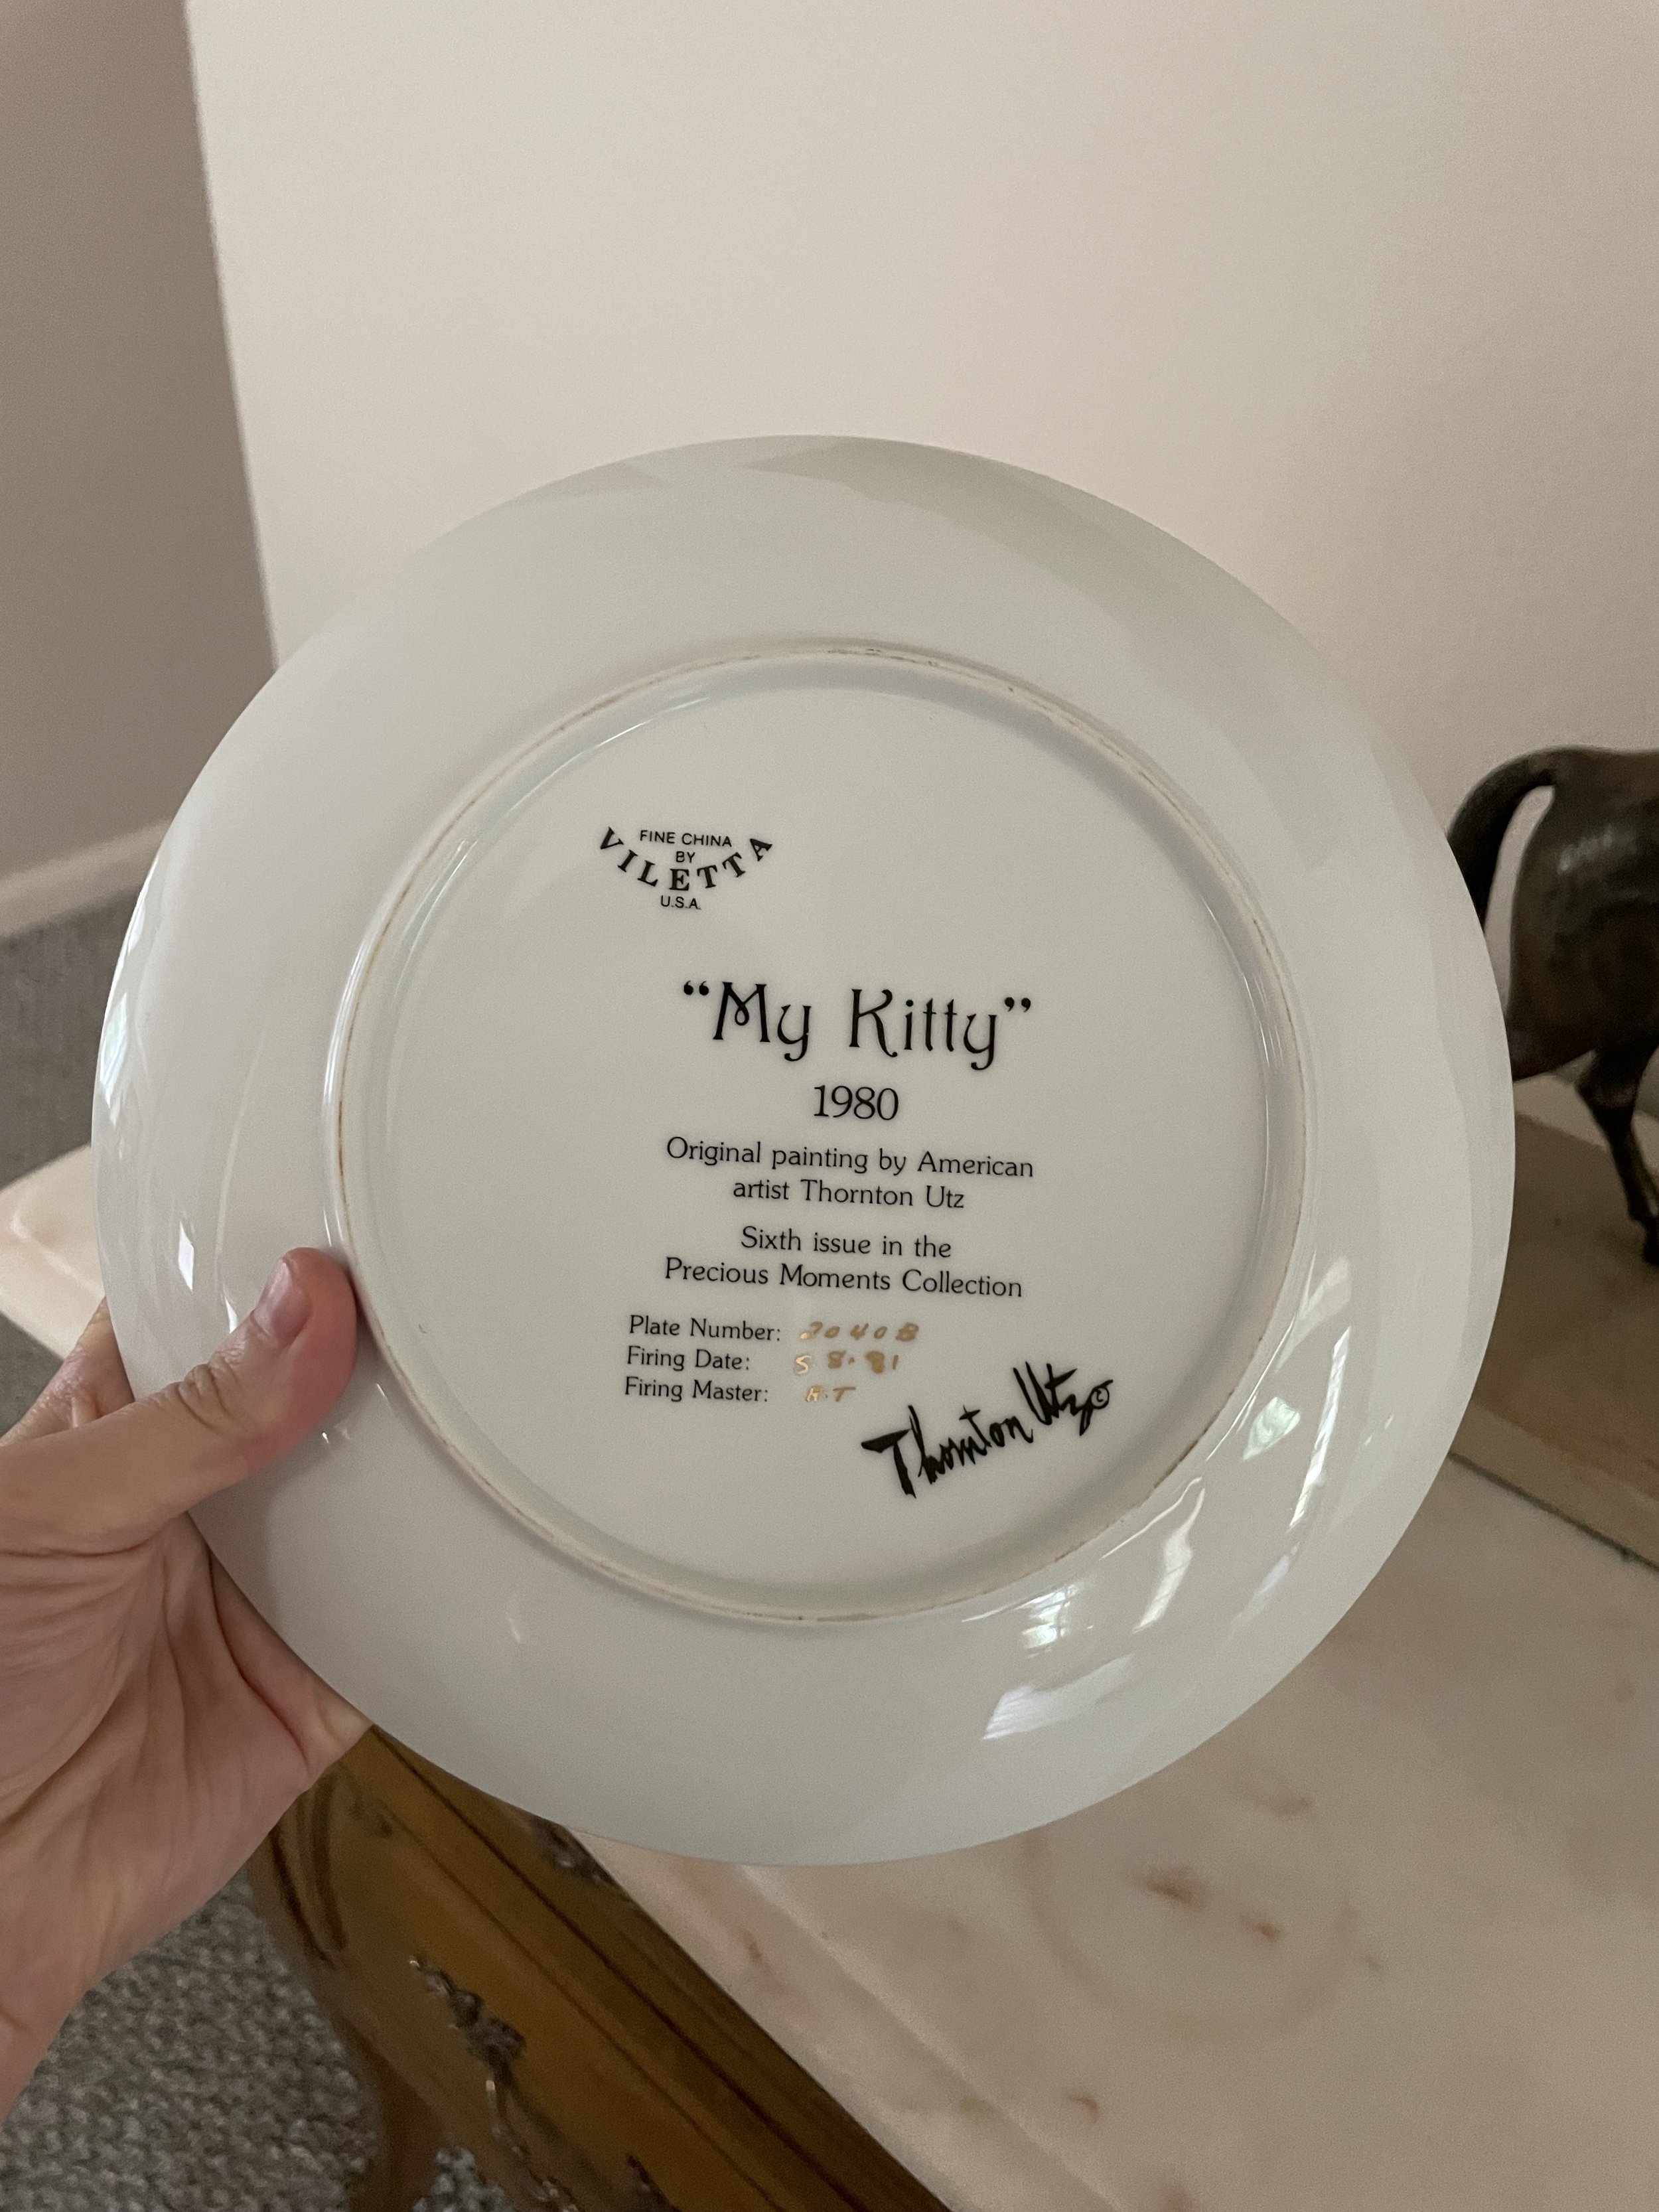 FINE CHINA
BY
VILETTA
U.S.A.
“My Kitty”
1980
Original painting by American
artist Thornton Utz
Sixth issue in the
Precious Moments Collection
Plate Number: 2040B
Firing Date: S 8·81
Firing Master:
Thornton Utz ©